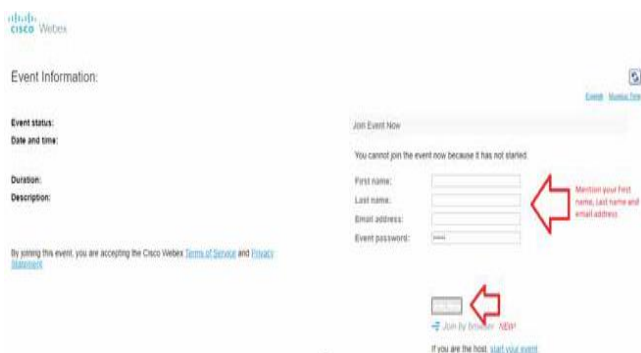 cisco Webex
Event Information:
English Mumbai Time
Event status:
Date and time:
Duration:
Description:
By joining this event, you are accepting the Cisco Webex Terms of Service and Privacy
Statement
Join Event Now
You cannot join the event now because it has not started.
First name:
Last name:
Email address:
Event password:
Mention your First
name, Last name and
email address
Join by browser NEW!
If you are the host, start your event